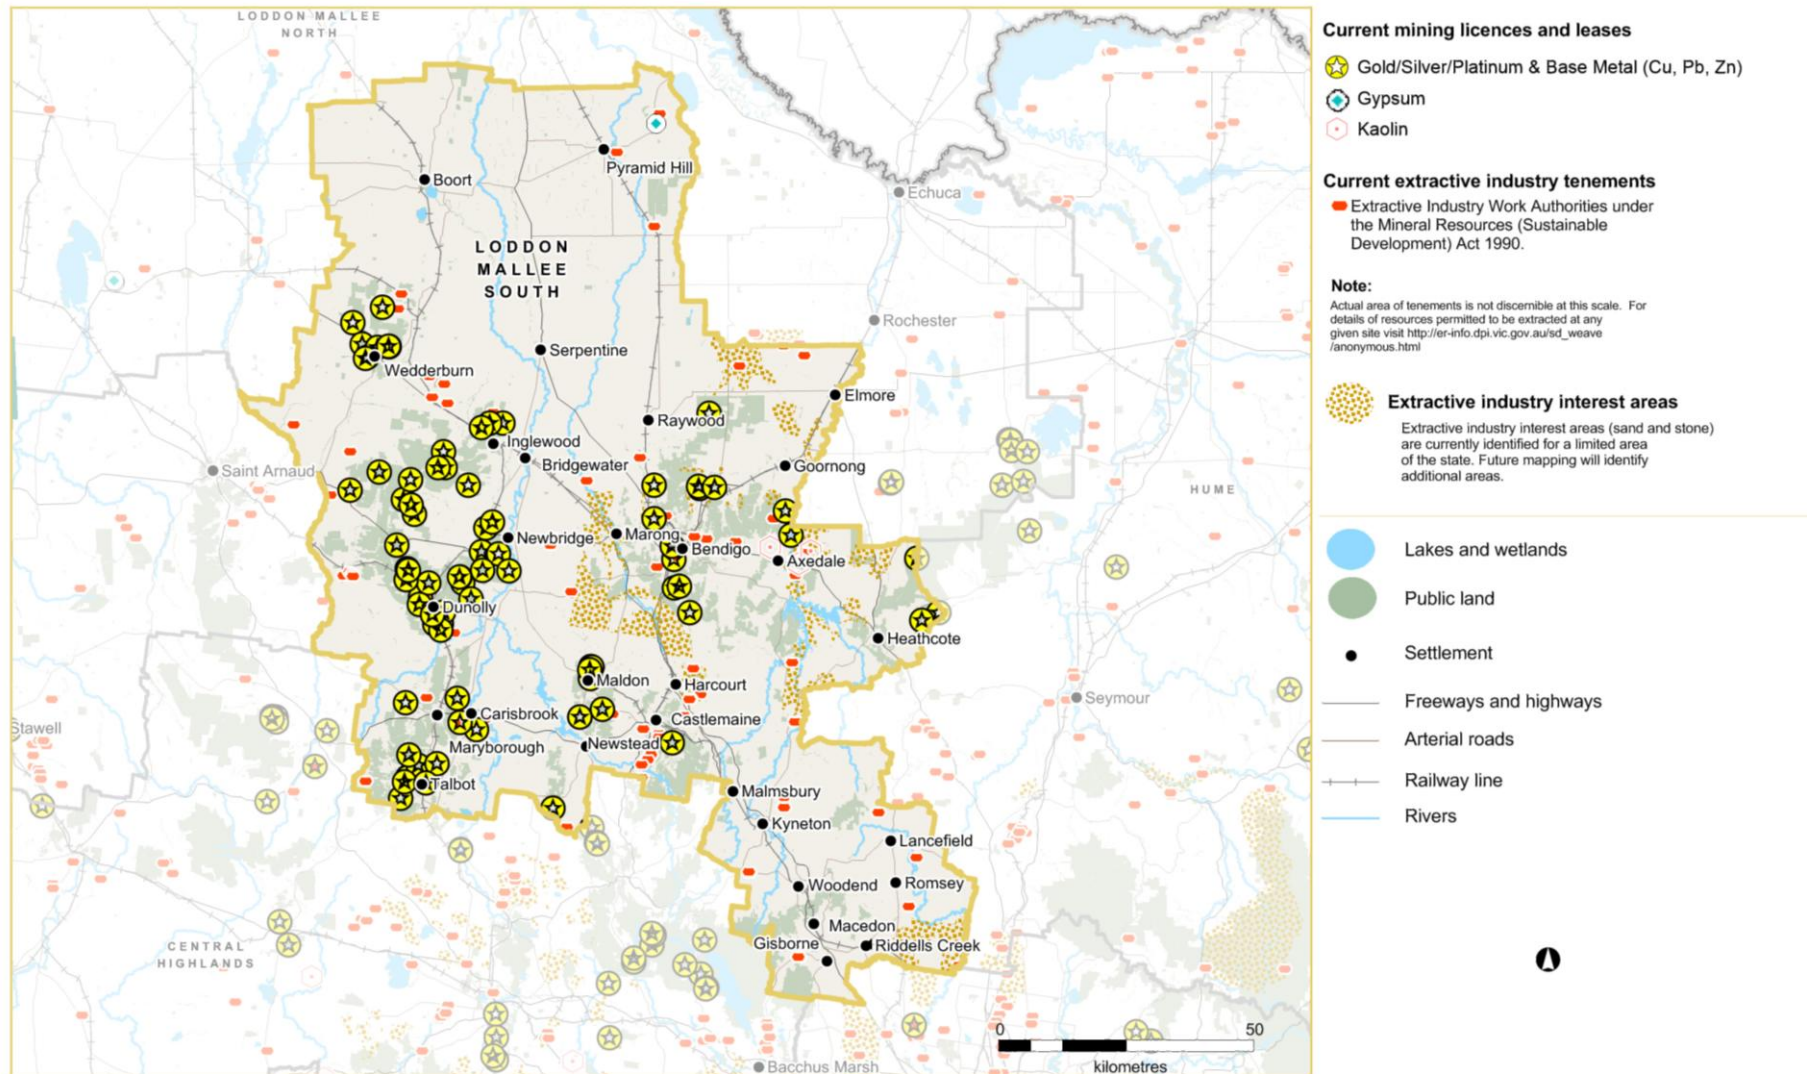 LODDON MALLEE
NORTH
Pyramid Hill
Boort
Echuca
LODDON
MALLEE
SOUTH
Rochester
Serpentine
Wedderburn
Elmore
Raywood
Inglewood
Bridgewater
Goornong
Saint Arnaud
HUME
Newbridge
Marong
Bendigo
Axedale
Dunolly
Heathcote
Maldon
Harcourt
Seymour
Carisbrook
Castlemaine
Stawell
Maryborough
Newstead
Talbot
Malmsbury
Kyneton
Lancefield
Woodend
Romsey
Macedon
Gisborne
Riddells Creek
CENTRAL
HIGHLANDS
0 50
kilometres
Bacchus Marsh
Current mining licences and leases
Gold/Silver/Platinum & Base Metal (Cu, Pb, Zn)
Gypsum
Kaolin
Current extractive industry tenements
Extractive Industry Work Authorities under
the Mineral Resources (Sustainable
Development) Act 1990.
Note:
Actual area of tenements is not discernible at this scale. For
details of resources permitted to be extracted at any
given site visit http://er-info.dpi.vic.gov.au/sd_weave
/anonymous.html
Extractive industry interest areas
Extractive industry interest areas (sand and stone)
are currently identified for a limited area
of the state. Future mapping will identify
additional areas.
Lakes and wetlands
Public land
Settlement
Freeways and highways
Arterial roads
Railway line
Rivers